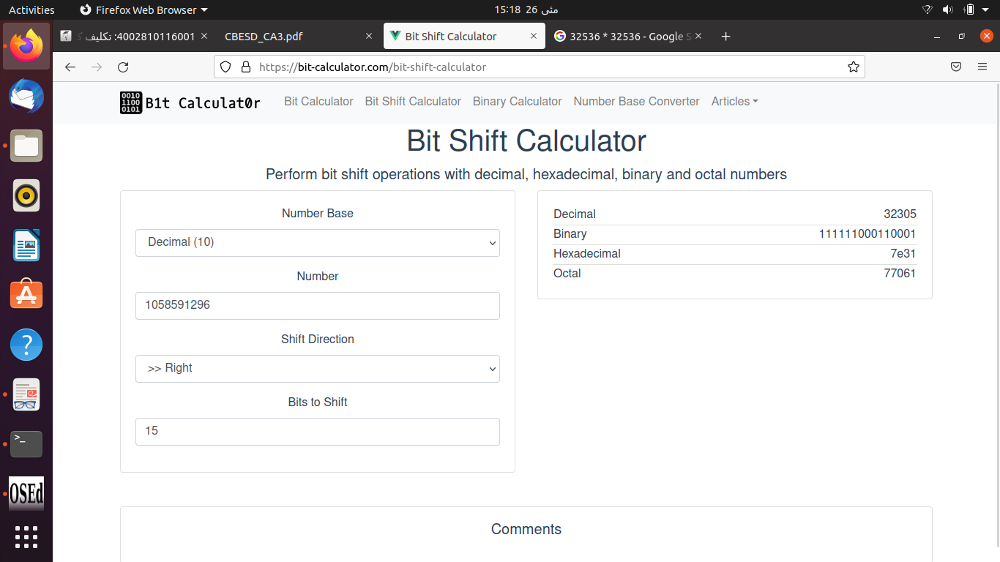 Activities
Firefox Web Browser
15:18 26 مئی
4002810116001: تکلیف ک
CBESD_CA3.pdf
Bit Shift Calculator
32536 * 32536 - Google S
https://bit-calculator.com/bit-shift-calculator
0010
1100
0101
B1t Calculat0r
Bit Calculator
Bit Shift Calculator
Binary Calculator
Number Base Converter
Articles
Bit Shift Calculator
Perform bit shift operations with decimal, hexadecimal, binary and octal numbers
Number Base
Decimal (10)
Number
1058591296
Shift Direction
>> Right
Bits to Shift
15
Decimal 32305
Binary 111111000110001
Hexadecimal 7e31
Octal 77061
OSEd
Comments